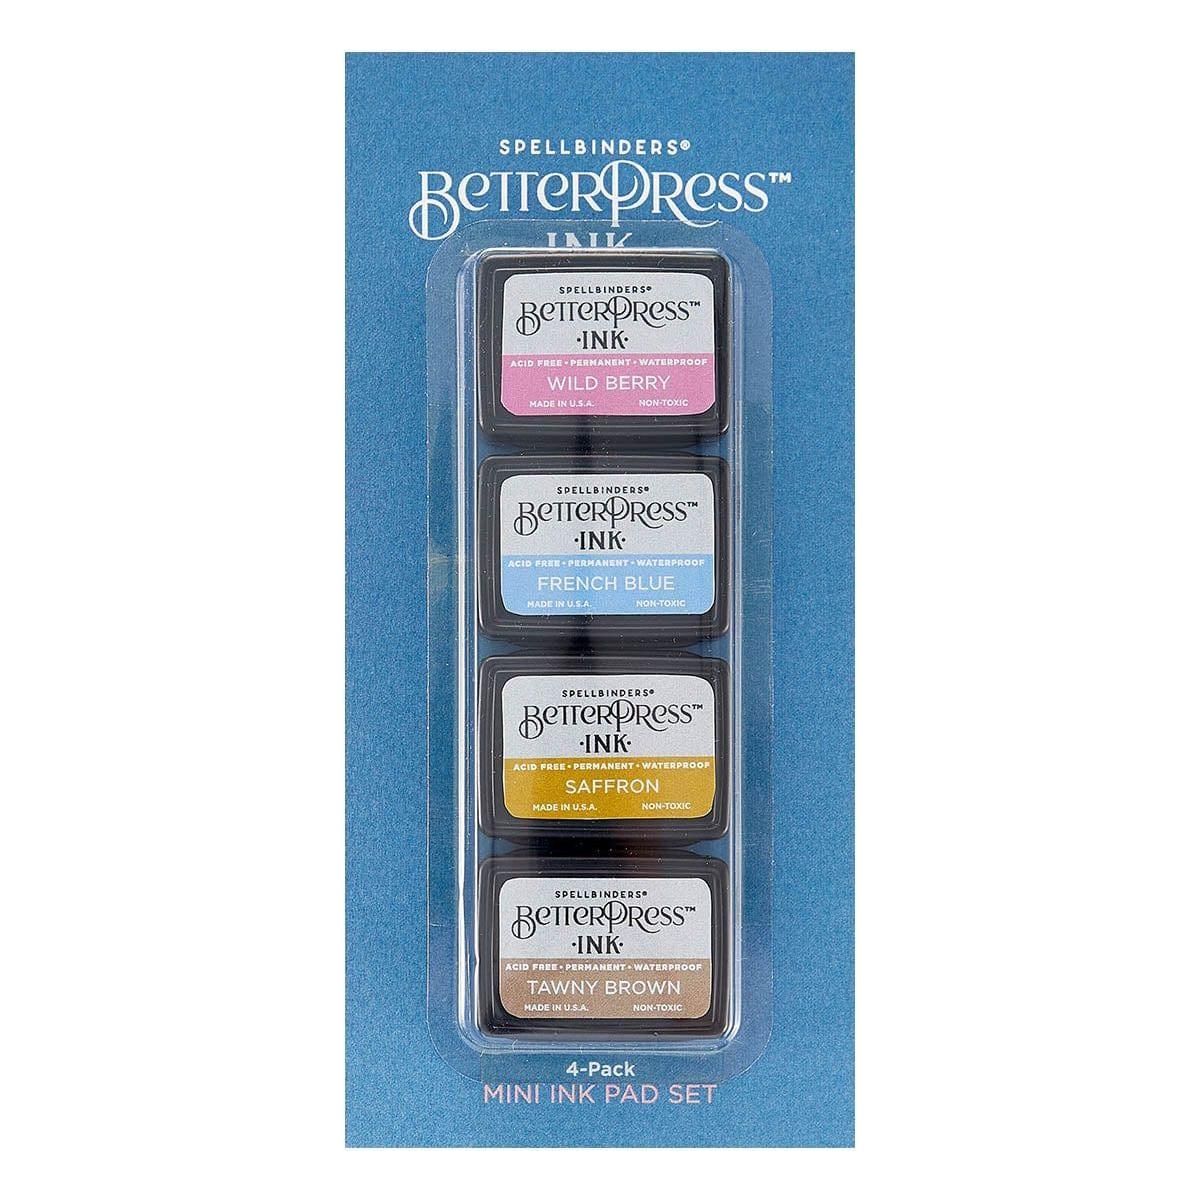 SPELLBINDERS®
BETTERPRESS™
INK
SPELLBINDERS®
BETTERPRESS™
·INK·
ACID FREE • PERMANENT • WATERPROOF
WILD BERRY
MADE IN U.S.A. NON-TOXIC
SPELLBINDERS®
BETTERPRESS™
·INK·
ACID FREE • PERMANENT • WATERPROOF
FRENCH BLUE
MADE IN U.S.A. NON-TOXIC
SPELLBINDERS®
BETTERPRESS™
·INK·
ACID FREE • PERMANENT • WATERPROOF
SAFFRON
MADE IN U.S.A. NON-TOXIC
SPELLBINDERS®
BETTERPRESS™
·INK·
ACID FREE • PERMANENT • WATERPROOF
TAWNY BROWN
MADE IN U.S.A. NON-TOXIC
4-Pack
MINI INK PAD SET